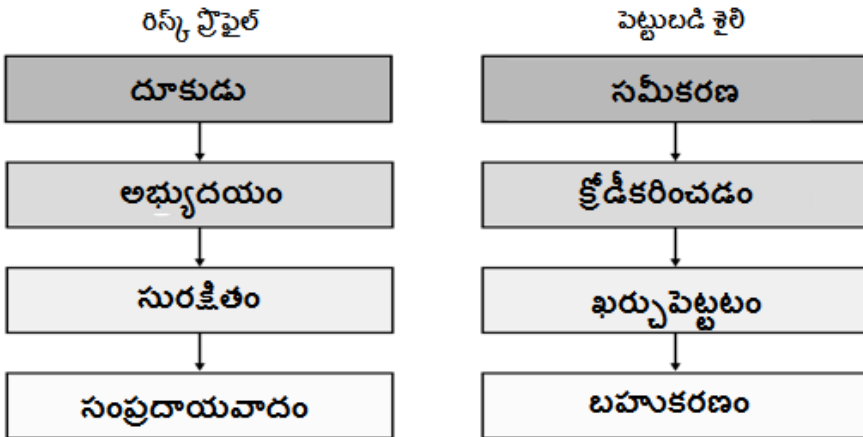 రిస్క్ ప్రొఫైల్
దూకుడు
అభ్యుదయం
సురక్షితం
సంప్రదాయవాదం
పెట్టుబడి శైలి
సమీకరణ
క్రోడీకరించడం
ఖర్చుపెట్టటం
బహుకరణం